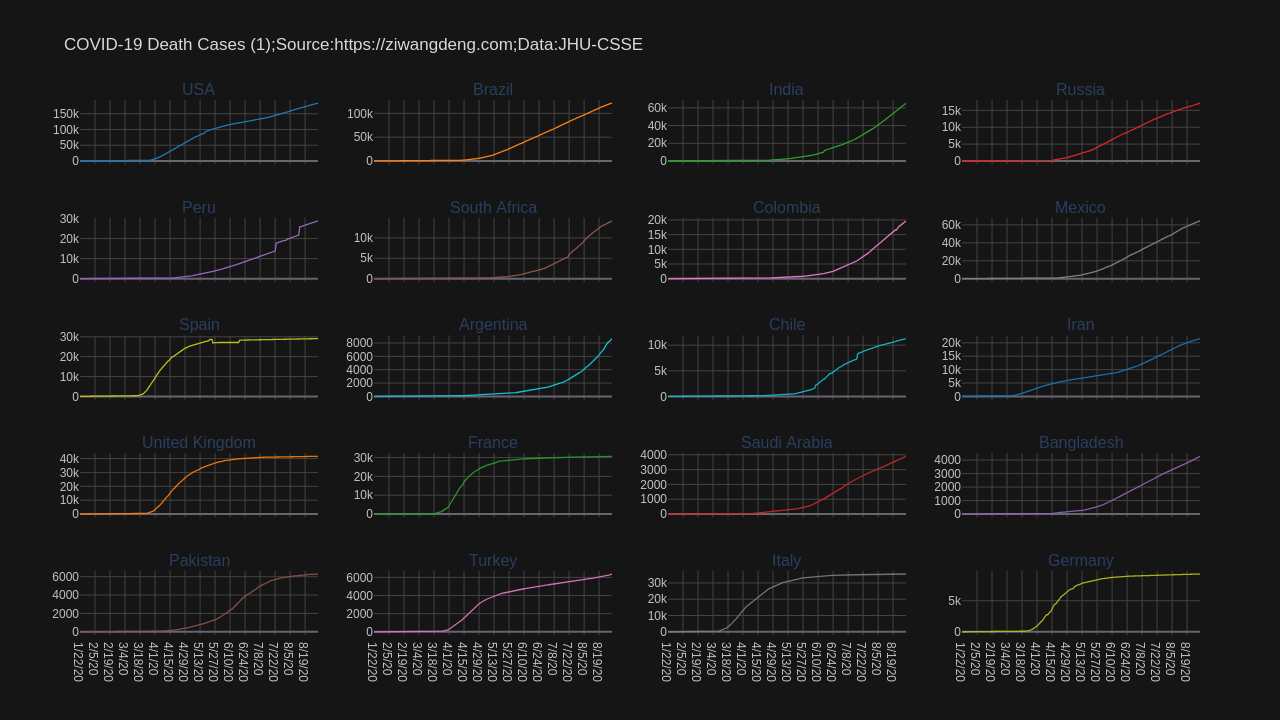 COVID-19 Death Cases (1);Source:https://ziwangdeng.com;Data:JHU-CSSE
USA
150k
100k
50k
0
Brazil
100k
50k
0
India
60k
40k
20k
0
Russia
15k
10k
5k
0
Peru
30k
20k
10k
0
South Africa
10k
5k
0
Colombia
20k
15k
10k
5k
0
Mexico
60k
40k
20k
0
Spain
30k
20k
10k
0
Argentina
8000
6000
4000
2000
0
Chile
10k
5k
0
Iran
20k
15k
10k
5k
0
United Kingdom
40k
30k
20k
10k
0
France
30k
20k
10k
0
Saudi Arabia
4000
3000
2000
1000
0
Bangladesh
4000
3000
2000
1000
0
Pakistan
6000
4000
2000
0
1/22/20
2/5/20
2/19/20
3/4/20
3/18/20
4/1/20
4/15/20
4/29/20
5/13/20
5/27/20
6/10/20
6/24/20
7/8/20
7/22/20
8/5/20
8/19/20
Turkey
6000
4000
2000
0
1/22/20
2/5/20
2/19/20
3/4/20
3/18/20
4/1/20
4/15/20
4/29/20
5/13/20
5/27/20
6/10/20
6/24/20
7/8/20
7/22/20
8/5/20
8/19/20
Italy
30k
20k
10k
0
1/22/20
2/5/20
2/19/20
3/4/20
3/18/20
4/1/20
4/15/20
4/29/20
5/13/20
5/27/20
6/10/20
6/24/20
7/8/20
7/22/20
8/5/20
8/19/20
Germany
5k
0
1/22/20
2/5/20
2/19/20
3/4/20
3/18/20
4/1/20
4/15/20
4/29/20
5/13/20
5/27/20
6/10/20
6/24/20
7/8/20
7/22/20
8/5/20
8/19/20